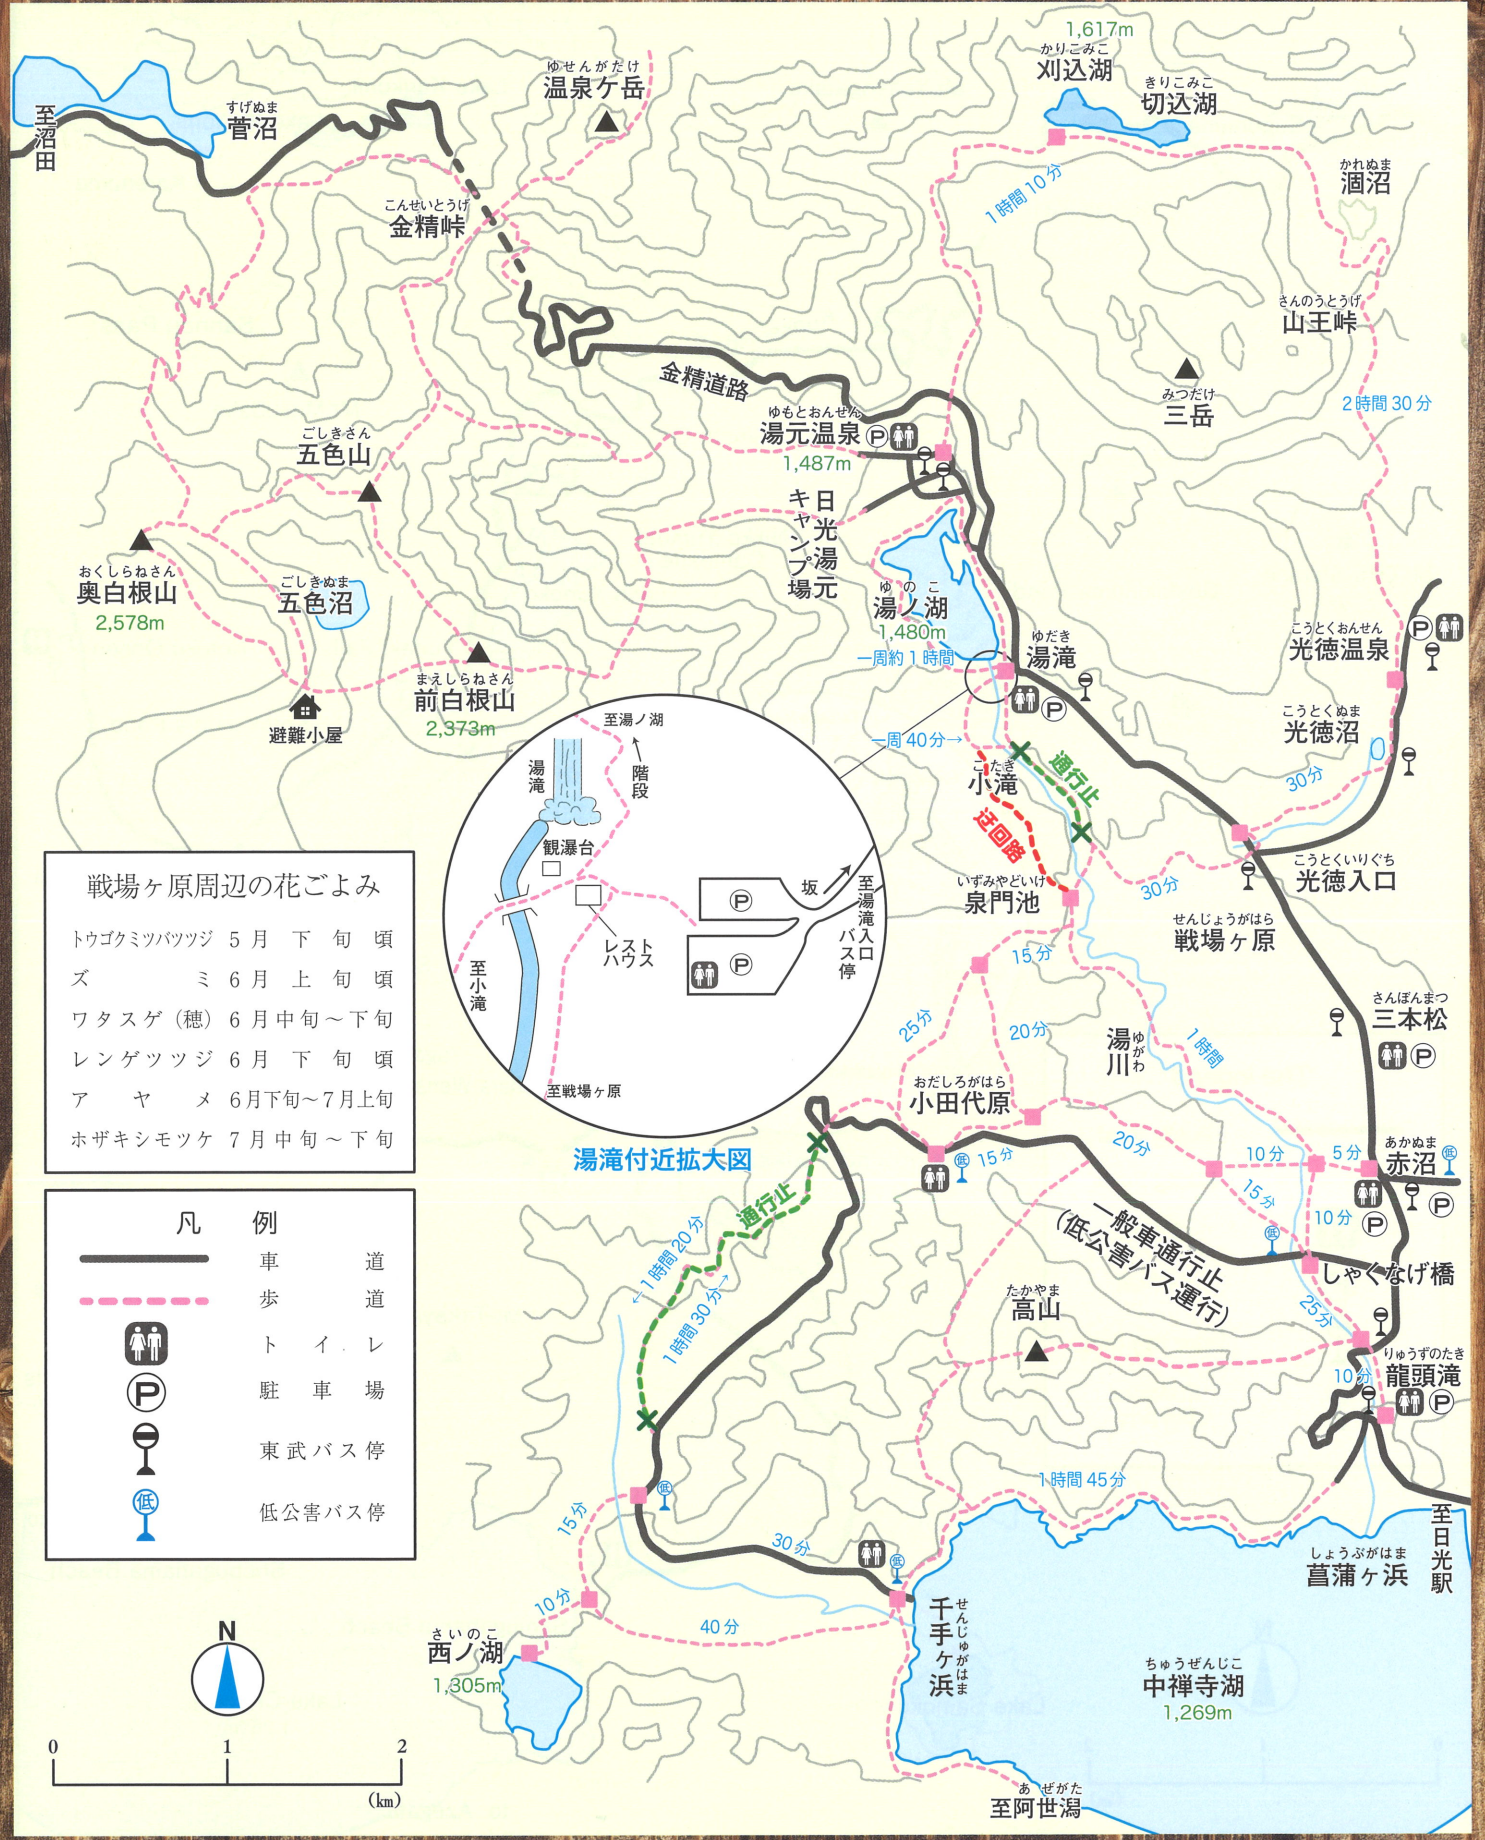 1,617m
かりこみこ
刈込湖
きりこみこ
切込湖
ゆせんがたけ
温泉ケ岳
至沼田
すげぬま
菅沼
かれぬま
涸沼
1時間10分
こんせいとうげ
金精峠
さんのうとうげ
山王峠
金精道路
みつだけ
三岳
2時間30分
ゆもとおんせん
湯元温泉
P
1,487m
ごしきさん
五色山
日光湯元
キャンプ場
おくしらねさん
奥白根山
2,578m
ごしきぬま
五色沼
ゆのこ
湯ノ湖
1,480m
一周約1時間
ゆだき
湯滝
P
こうとくおんせん
光徳温泉
P
まえしらねさん
前白根山
2,373m
避難小屋
こうとくぬま
光徳沼
一周40分→
こたき
小滝
通行止
迂回路
30分
至湯ノ湖
湯滝
階段
観瀑台
レスト
ハウス
至小滝
P
P
坂
至湯滝入口
バス停
至戦場ヶ原
湯滝付近拡大図
いずみやどいけ
泉門池
30分
こうとくいりぐち
光徳入口
せんじょうがはら
戦場ヶ原
15分
25分
20分
さんぼんまつ
三本松
P
ゆがわ
湯川
1時間
おだしろがはら
小田代原
低
15分
20分
10分
5分
あかぬま
赤沼
低
P
P
15分
10分
低
一般車通行止
(低公害バス運行)
しゃくなげ橋
25分
たかやま
高山
りゅうずのたき
龍頭滝
P
10分
通行止
←1時間20分
1時間30分→
1時間45分
低
15分
30分
低
10分
40分
さいのこ
西ノ湖
1,305m
せんじゅがはま
千手ヶ浜
しょうぶがはま
菖蒲ヶ浜
至日光駅
ちゅうぜんじこ
中禅寺湖
1,269m
あぜがた
至阿世潟
戦場ヶ原周辺の花ごよみ
トウゴクミツバツツジ 5月下旬頃
ズミ 6月上旬頃
ワタスゲ(穂) 6月中旬〜下旬
レンゲツツジ 6月下旬頃
アヤメ 6月下旬〜7月上旬
ホザキシモツケ 7月中旬〜下旬
凡例
車道
歩道
トイレ
P 駐車場
東武バス停
低 低公害バス停
N
0 1 2
(km)